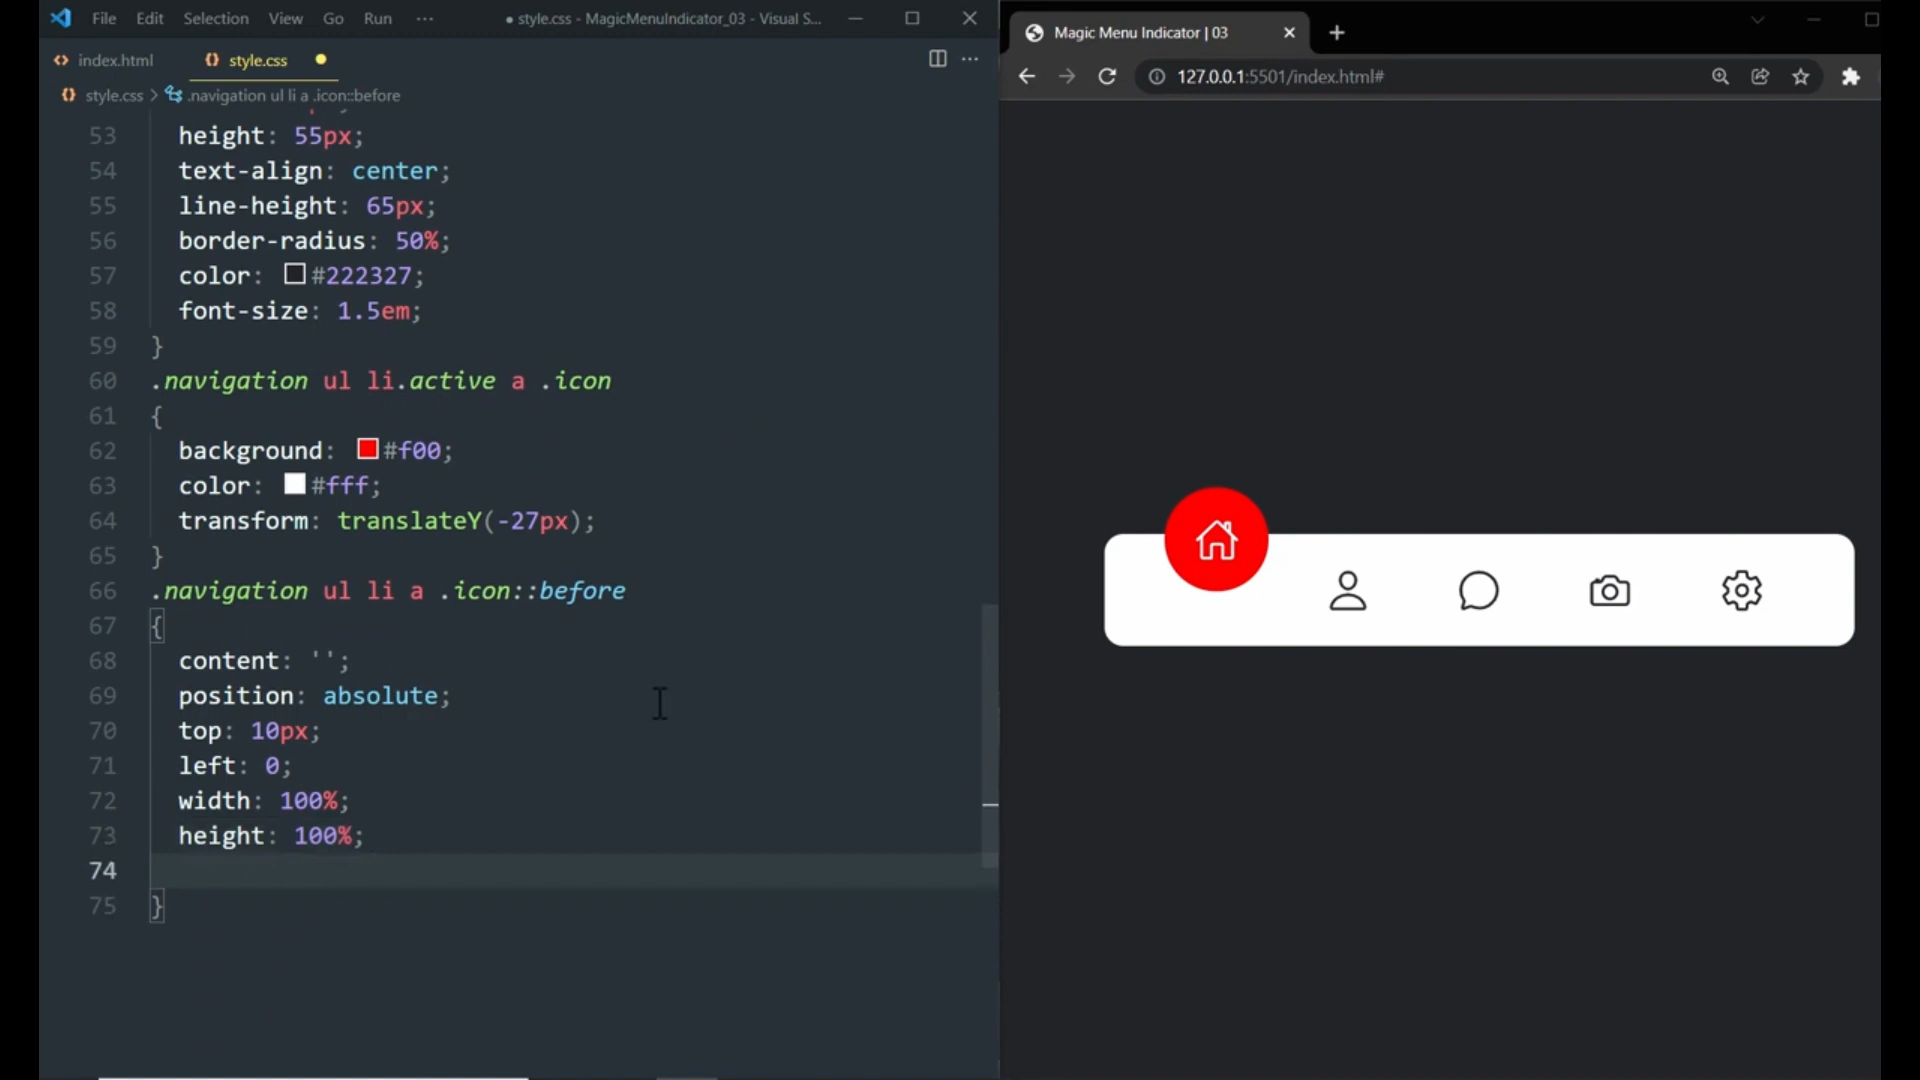 File Edit Selection View Go Run ··· ● style.css - MagicMenuIndicator_03 - Visual S...
index.html style.css
style.css > .navigation ul li a .icon::before
53 height: 55px;
54 text-align: center;
55 line-height: 65px;
56 border-radius: 50%;
57 color: #222327;
58 font-size: 1.5em;
59 }
60 .navigation ul li.active a .icon
61 {
62 background: #f00;
63 color: #fff;
64 transform: translateY(-27px);
65 }
66 .navigation ul li a .icon::before
67 {
68 content: '';
69 position: absolute;
70 top: 10px;
71 left: 0;
72 width: 100%;
73 height: 100%;
74
75 }
Magic Menu Indicator | 03
127.0.0.1:5501/index.html#